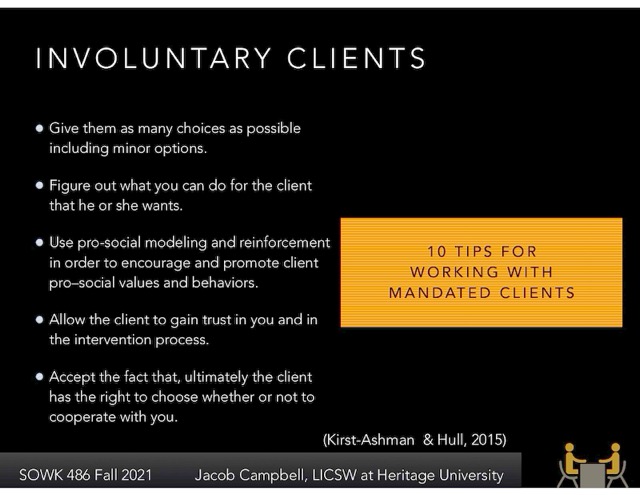 INVOLUNTARY CLIENTS
• Give them as many choices as possible
including minor options.
• Figure out what you can do for the client
that he or she wants.
• Use pro-social modeling and reinforcement
in order to encourage and promote client
pro–social values and behaviors.
• Allow the client to gain trust in you and in
the intervention process.
• Accept the fact that, ultimately the client
has the right to choose whether or not to
cooperate with you.
10 TIPS FOR
WORKING WITH
MANDATED CLIENTS
(Kirst-Ashman & Hull, 2015)
SOWK 486 Fall 2021
Jacob Campbell, LICSW at Heritage University